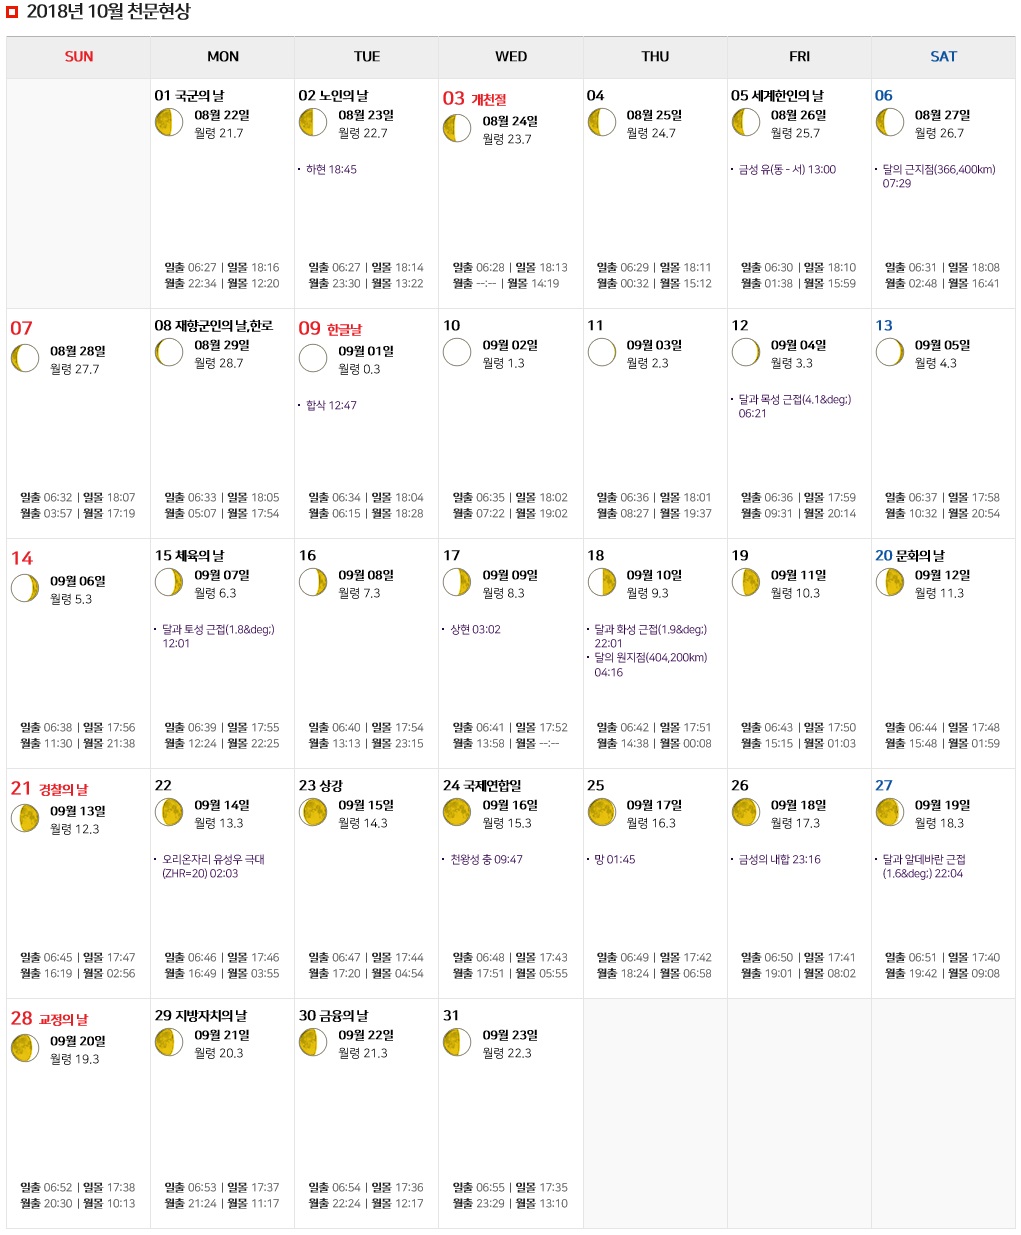 2018년 10월 천문현상
SUN
MON
TUE
WED
THU
FRI
SAT
01 국군의 날
08월 22일
월령 21.7
일출 06:27 | 일몰 18:16
월출 22:34 | 월몰 12:20
02 노인의 날
08월 23일
월령 22.7
· 하현 18:45
일출 06:27 | 일몰 18:14
월출 23:30 | 월몰 13:22
03 개천절
08월 24일
월령 23.7
일출 06:28 | 일몰 18:13
월출 --:-- | 월몰 14:19
04
08월 25일
월령 24.7
일출 06:29 | 일몰 18:11
월출 00:32 | 월몰 15:12
05 세계한인의 날
08월 26일
월령 25.7
· 금성 유(동 - 서) 13:00
일출 06:30 | 일몰 18:10
월출 01:38 | 월몰 15:59
06
08월 27일
월령 26.7
· 달의 근지점(366,400km)
07:29
일출 06:31 | 일몰 18:08
월출 02:48 | 월몰 16:41
07
08월 28일
월령 27.7
일출 06:32 | 일몰 18:07
월출 03:57 | 월몰 17:19
08 재향군인의 날,한로
08월 29일
월령 28.7
일출 06:33 | 일몰 18:05
월출 05:07 | 월몰 17:54
09 한글날
09월 01일
월령 0.3
· 합삭 12:47
일출 06:34 | 일몰 18:04
월출 06:15 | 월몰 18:28
10
09월 02일
월령 1.3
일출 06:35 | 일몰 18:02
월출 07:22 | 월몰 19:02
11
09월 03일
월령 2.3
일출 06:36 | 일몰 18:01
월출 08:27 | 월몰 19:37
12
09월 04일
월령 3.3
· 달과 목성 근접(4.1&deg;)
06:21
일출 06:36 | 일몰 17:59
월출 09:31 | 월몰 20:14
13
09월 05일
월령 4.3
일출 06:37 | 일몰 17:58
월출 10:32 | 월몰 20:54
14
09월 06일
월령 5.3
일출 06:38 | 일몰 17:56
월출 11:30 | 월몰 21:38
15 체육의 날
09월 07일
월령 6.3
· 달과 토성 근접(1.8&deg;)
12:01
일출 06:39 | 일몰 17:55
월출 12:24 | 월몰 22:25
16
09월 08일
월령 7.3
일출 06:40 | 일몰 17:54
월출 13:13 | 월몰 23:15
17
09월 09일
월령 8.3
· 상현 03:02
일출 06:41 | 일몰 17:52
월출 13:58 | 월몰 --:--
18
09월 10일
월령 9.3
· 달과 화성 근접(1.9&deg;)
22:01
· 달의 원지점(404,200km)
04:16
일출 06:42 | 일몰 17:51
월출 14:38 | 월몰 00:08
19
09월 11일
월령 10.3
일출 06:43 | 일몰 17:50
월출 15:15 | 월몰 01:03
20 문화의 날
09월 12일
월령 11.3
일출 06:44 | 일몰 17:48
월출 15:48 | 월몰 01:59
21 경찰의 날
09월 13일
월령 12.3
일출 06:45 | 일몰 17:47
월출 16:19 | 월몰 02:56
22
09월 14일
월령 13.3
· 오리온자리 유성우 극대
(ZHR=20) 02:03
일출 06:46 | 일몰 17:46
월출 16:49 | 월몰 03:55
23 상강
09월 15일
월령 14.3
일출 06:47 | 일몰 17:44
월출 17:20 | 월몰 04:54
24 국제연합일
09월 16일
월령 15.3
· 천왕성 충 09:47
일출 06:48 | 일몰 17:43
월출 17:51 | 월몰 05:55
25
09월 17일
월령 16.3
· 망 01:45
일출 06:49 | 일몰 17:42
월출 18:24 | 월몰 06:58
26
09월 18일
월령 17.3
· 금성의 내합 23:16
일출 06:50 | 일몰 17:41
월출 19:01 | 월몰 08:02
27
09월 19일
월령 18.3
· 달과 알데바란 근접
(1.6&deg;) 22:04
일출 06:51 | 일몰 17:40
월출 19:42 | 월몰 09:08
28 교정의 날
09월 20일
월령 19.3
일출 06:52 | 일몰 17:38
월출 20:30 | 월몰 10:13
29 지방자치의 날
09월 21일
월령 20.3
일출 06:53 | 일몰 17:37
월출 21:24 | 월몰 11:17
30 금융의 날
09월 22일
월령 21.3
일출 06:54 | 일몰 17:36
월출 22:24 | 월몰 12:17
31
09월 23일
월령 22.3
일출 06:55 | 일몰 17:35
월출 23:29 | 월몰 13:10